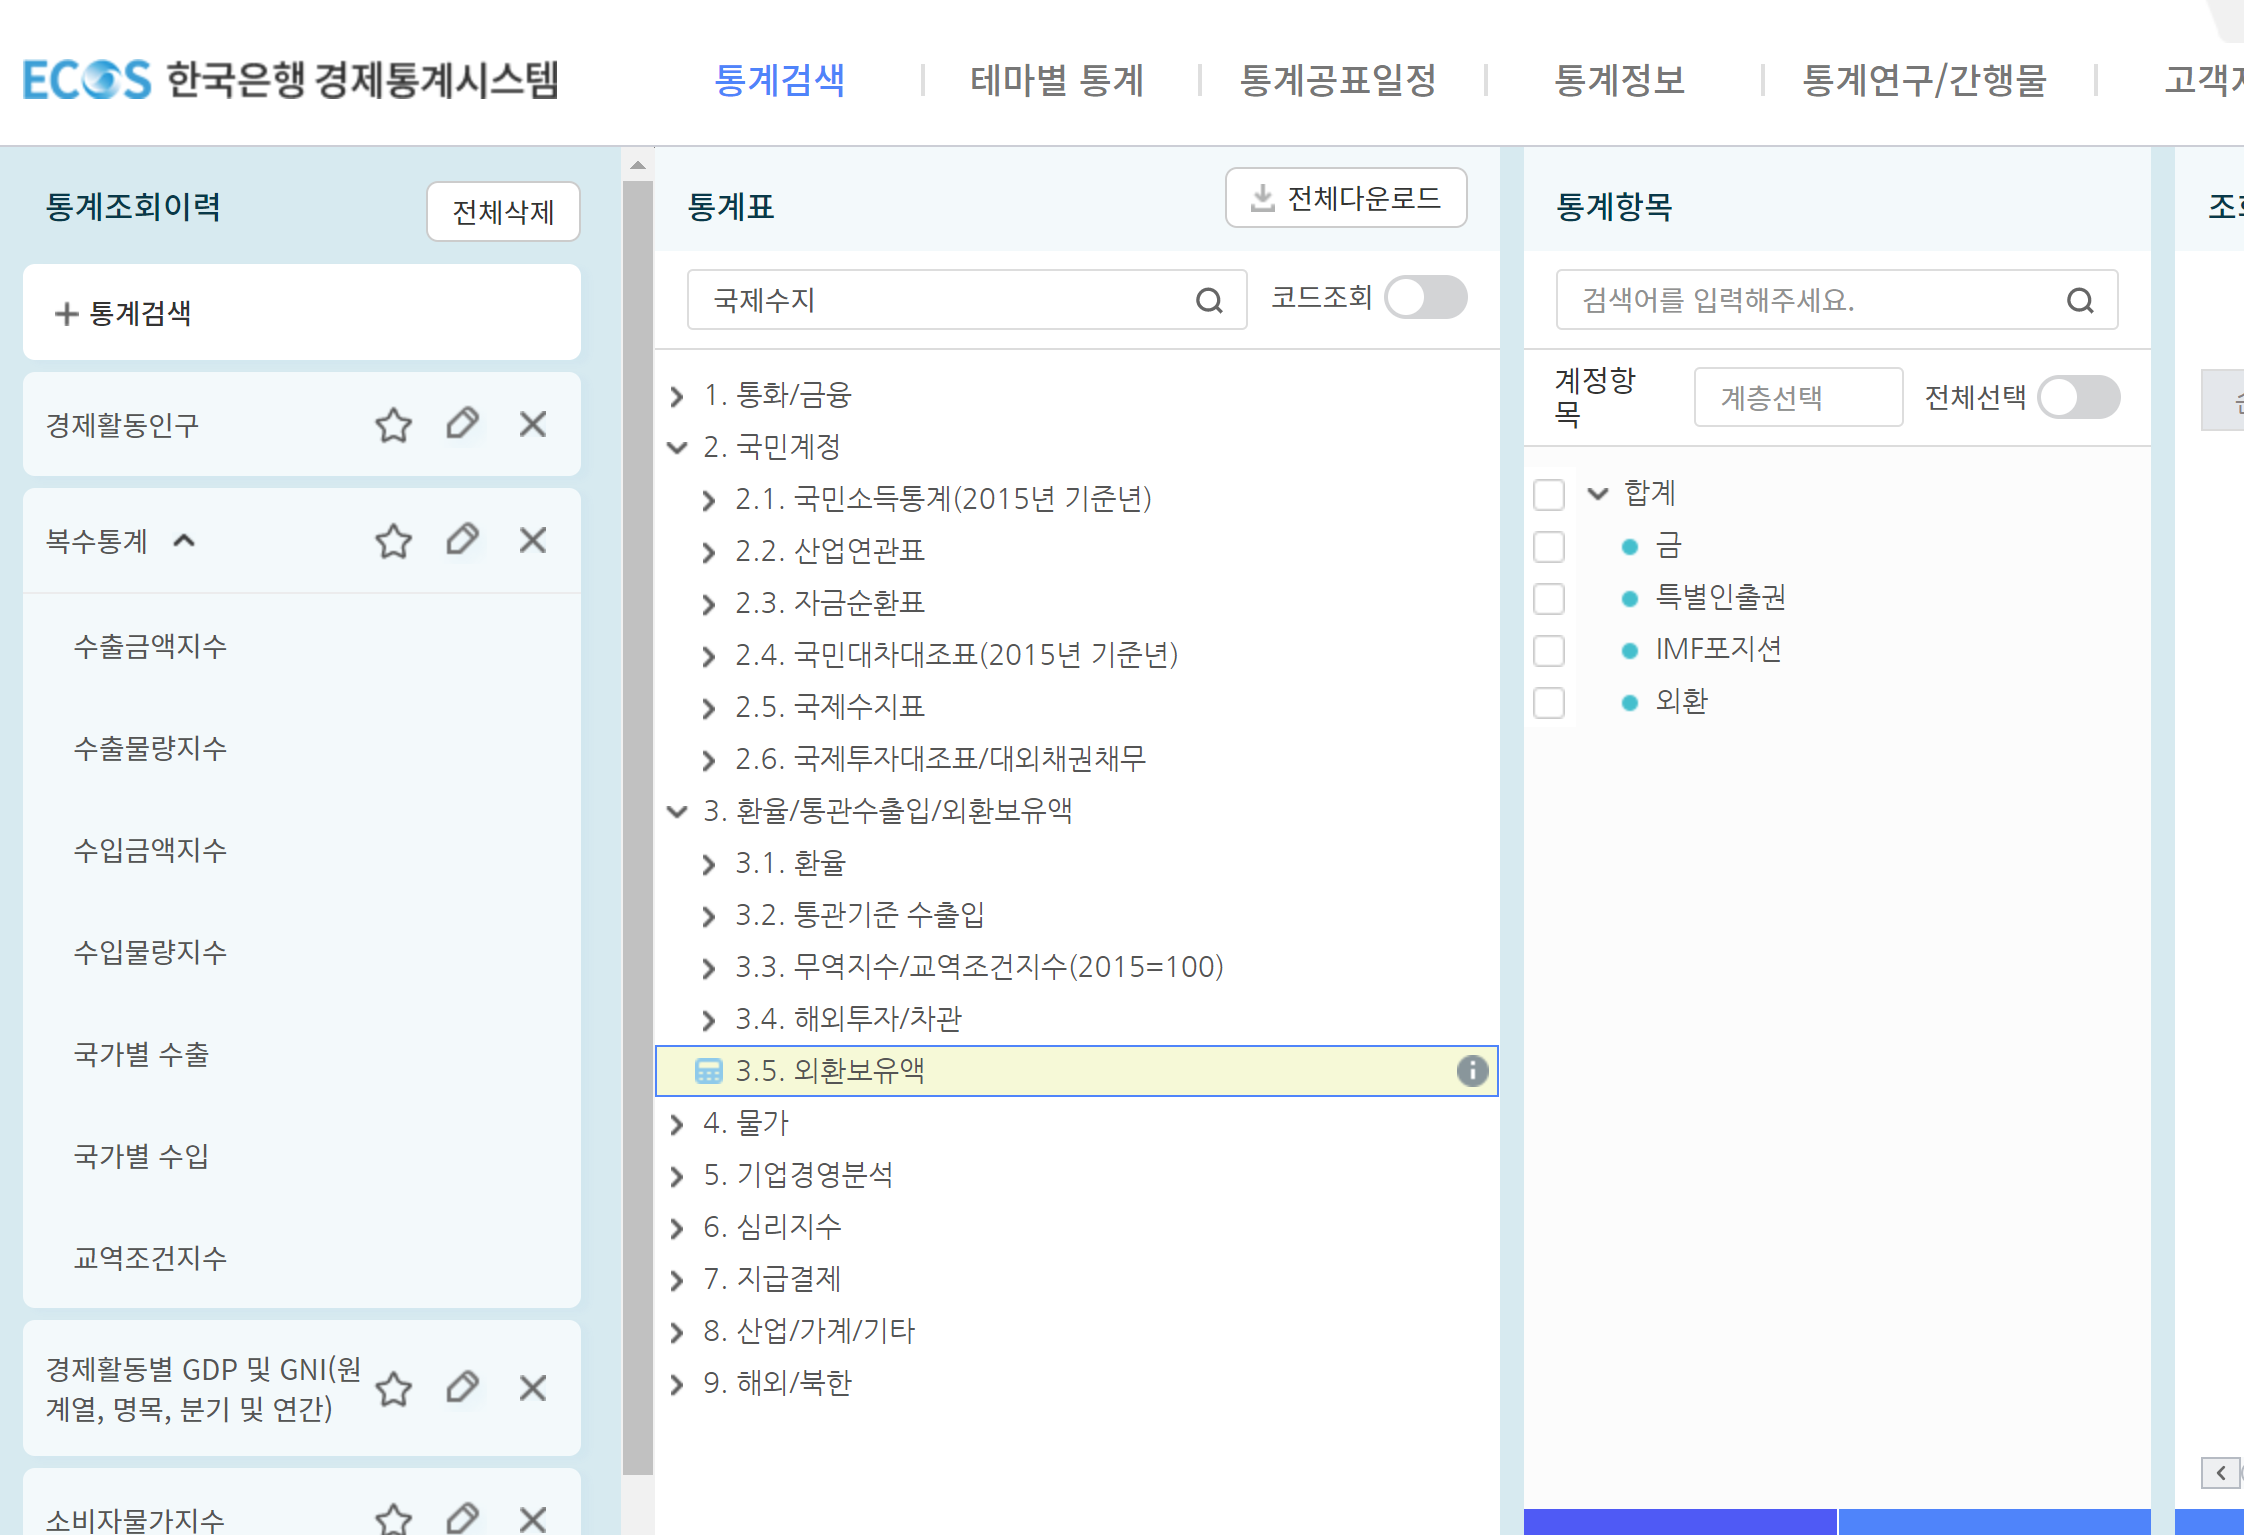 ECOS 한국은행 경제통계시스템
통계검색
테마별 통계
통계공표일정
통계정보
통계연구/간행물
통계조회이력
전체삭제
+ 통계검색
경제활동인구
복수통계
수출금액지수
수출물량지수
수입금액지수
수입물량지수
국가별 수출
국가별 수입
교역조건지수
경제활동별 GDP 및 GNI(원
계열, 명목, 분기 및 연간)
소비자물가지수
통계표
전체다운로드
국제수지
코드조회
1. 통화/금융
2. 국민계정
2.1. 국민소득통계(2015년 기준년)
2.2. 산업연관표
2.3. 자금순환표
2.4. 국민대차대조표(2015년 기준년)
2.5. 국제수지표
2.6. 국제투자대조표/대외채권채무
3. 환율/통관수출입/외환보유액
3.1. 환율
3.2. 통관기준 수출입
3.3. 무역지수/교역조건지수(2015=100)
3.4. 해외투자/차관
3.5. 외환보유액
4. 물가
5. 기업경영분석
6. 심리지수
7. 지급결제
8. 산업/가계/기타
9. 해외/북한
통계항목
검색어를 입력해주세요.
계정항
목
계층선택
전체선택
합계
금
특별인출권
IMF포지션
외환